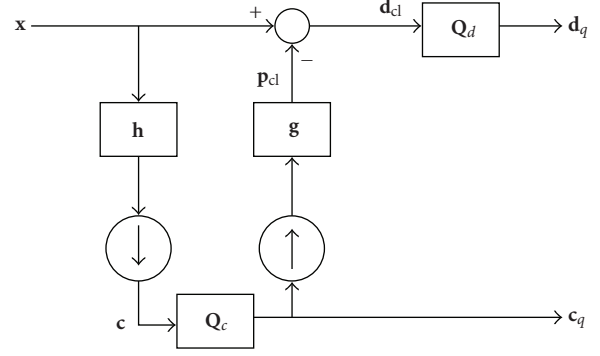 x
+
d_cl
Q_d
d_q
−
p_cl
h
g
↓
↑
c
Q_c
c_q